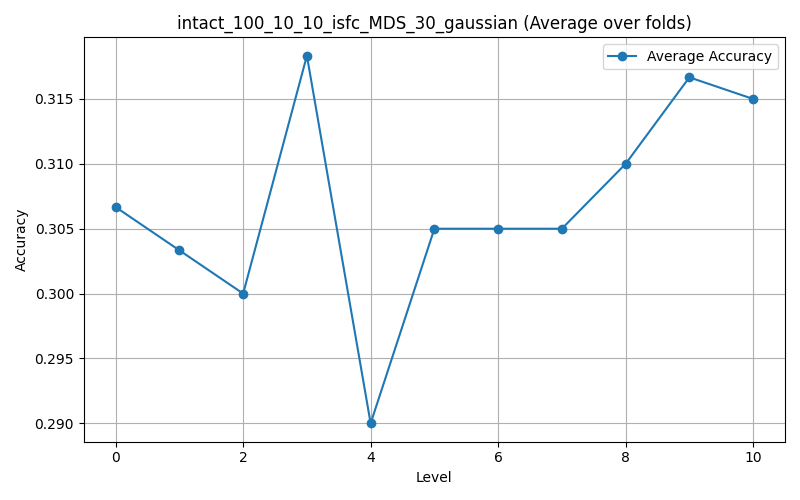 intact_100_10_10_isfc_MDS_30_gaussian (Average over folds)
Average Accuracy
Accuracy
0.315
0.310
0.305
0.300
0.295
0.290
0 2 4 6 8 10
Level